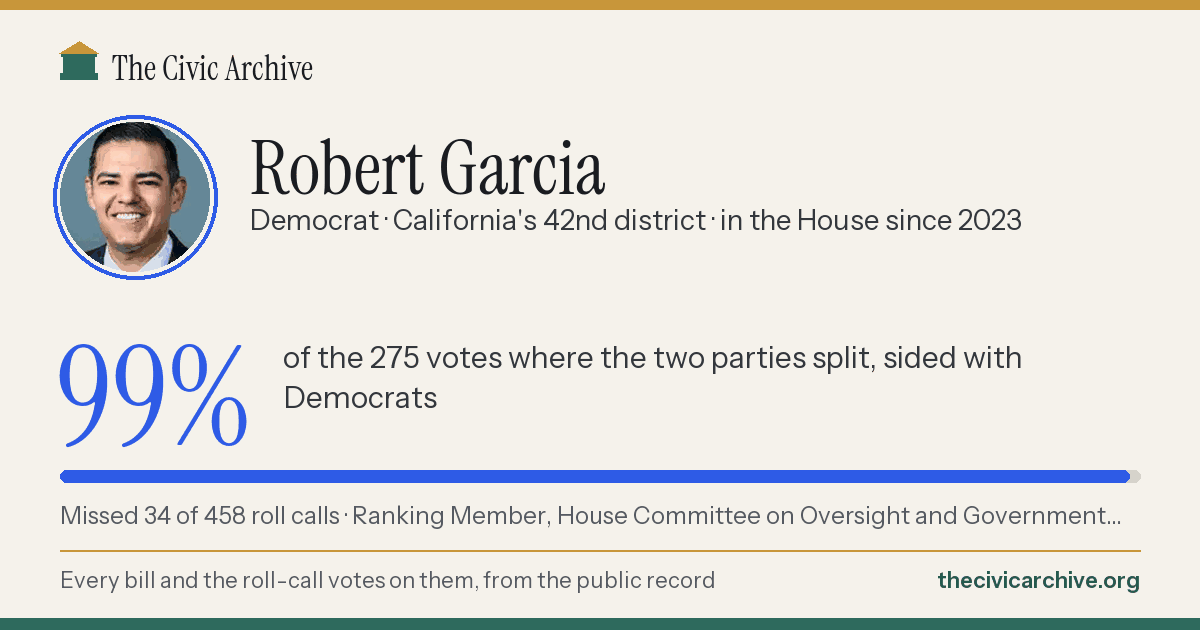 The Civic Archive
Robert Garcia
Democrat · California's 42nd district · in the House since 2023
99%
of the 275 votes where the two parties split, sided with
Democrats
Missed 34 of 458 roll calls · Ranking Member, House Committee on Oversight and Government...
Every bill and the roll-call votes on them, from the public record
thecivicarchive.org